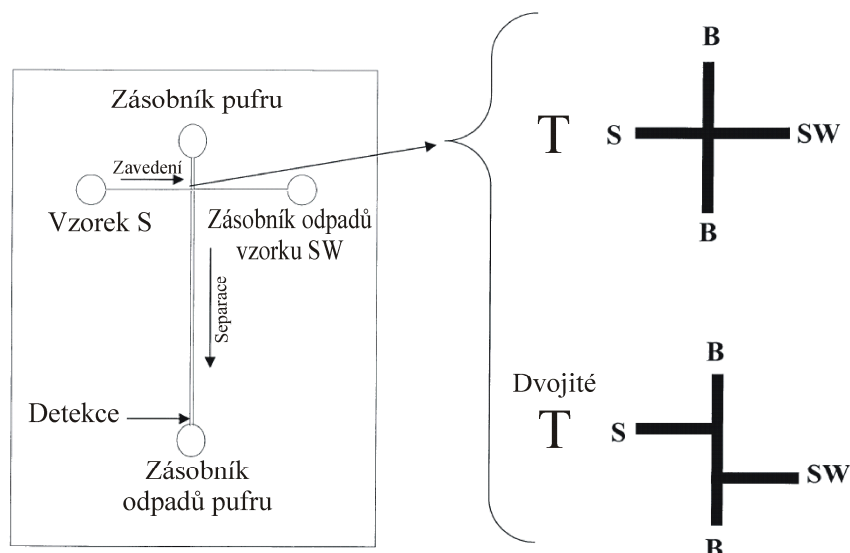 Zásobník pufru
Zavedení
Vzorek S
Zásobník odpadů
vzorku SW
Separace
Detekce
Zásobník
odpadů pufru
B
T
S
SW
B
B
Dvojité
T
S
SW
B